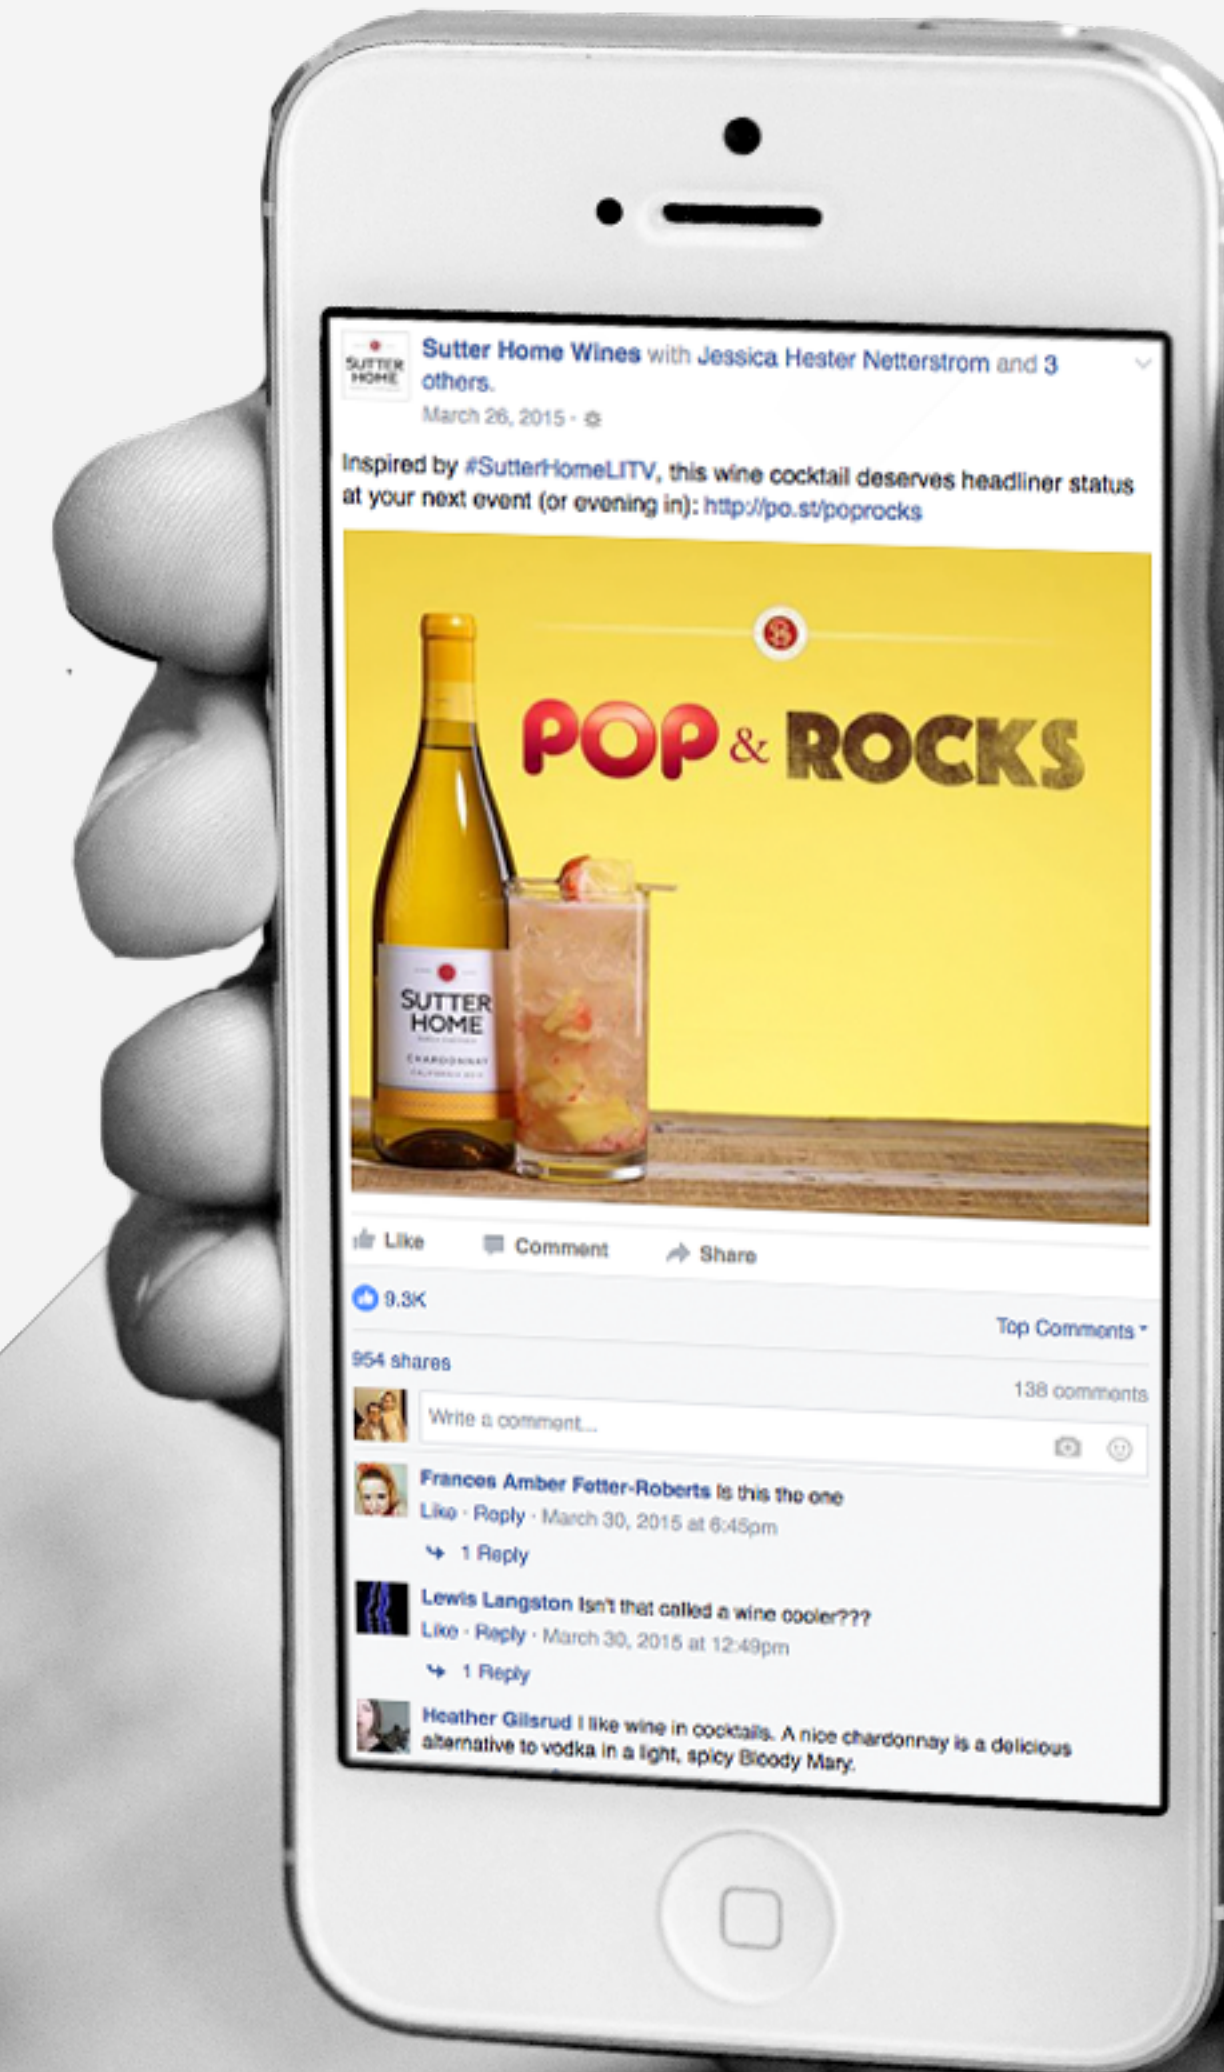 SUTTER
HOME
Sutter Home Wines with Jessica Hester Netterstrom and 3
others.
March 26, 2015 ·
Inspired by #SutterHomeLITV, this wine cocktail deserves headliner status
at your next event (or evening in): http://po.st/poprocks
POP & ROCKS
SUTTER
HOME
CHARDONNAY
Like Comment Share
9.3K
Top Comments
954 shares
138 comments
Write a comment...
Frances Amber Fetter-Roberts Is this the one
Like · Reply · March 30, 2015 at 6:45pm
1 Reply
Lewis Langston Isn't that called a wine cooler???
Like · Reply · March 30, 2015 at 12:49pm
1 Reply
Heather Gilsrud I like wine in cocktails. A nice chardonnay is a delicious
alternative to vodka in a light, spicy Bloody Mary.